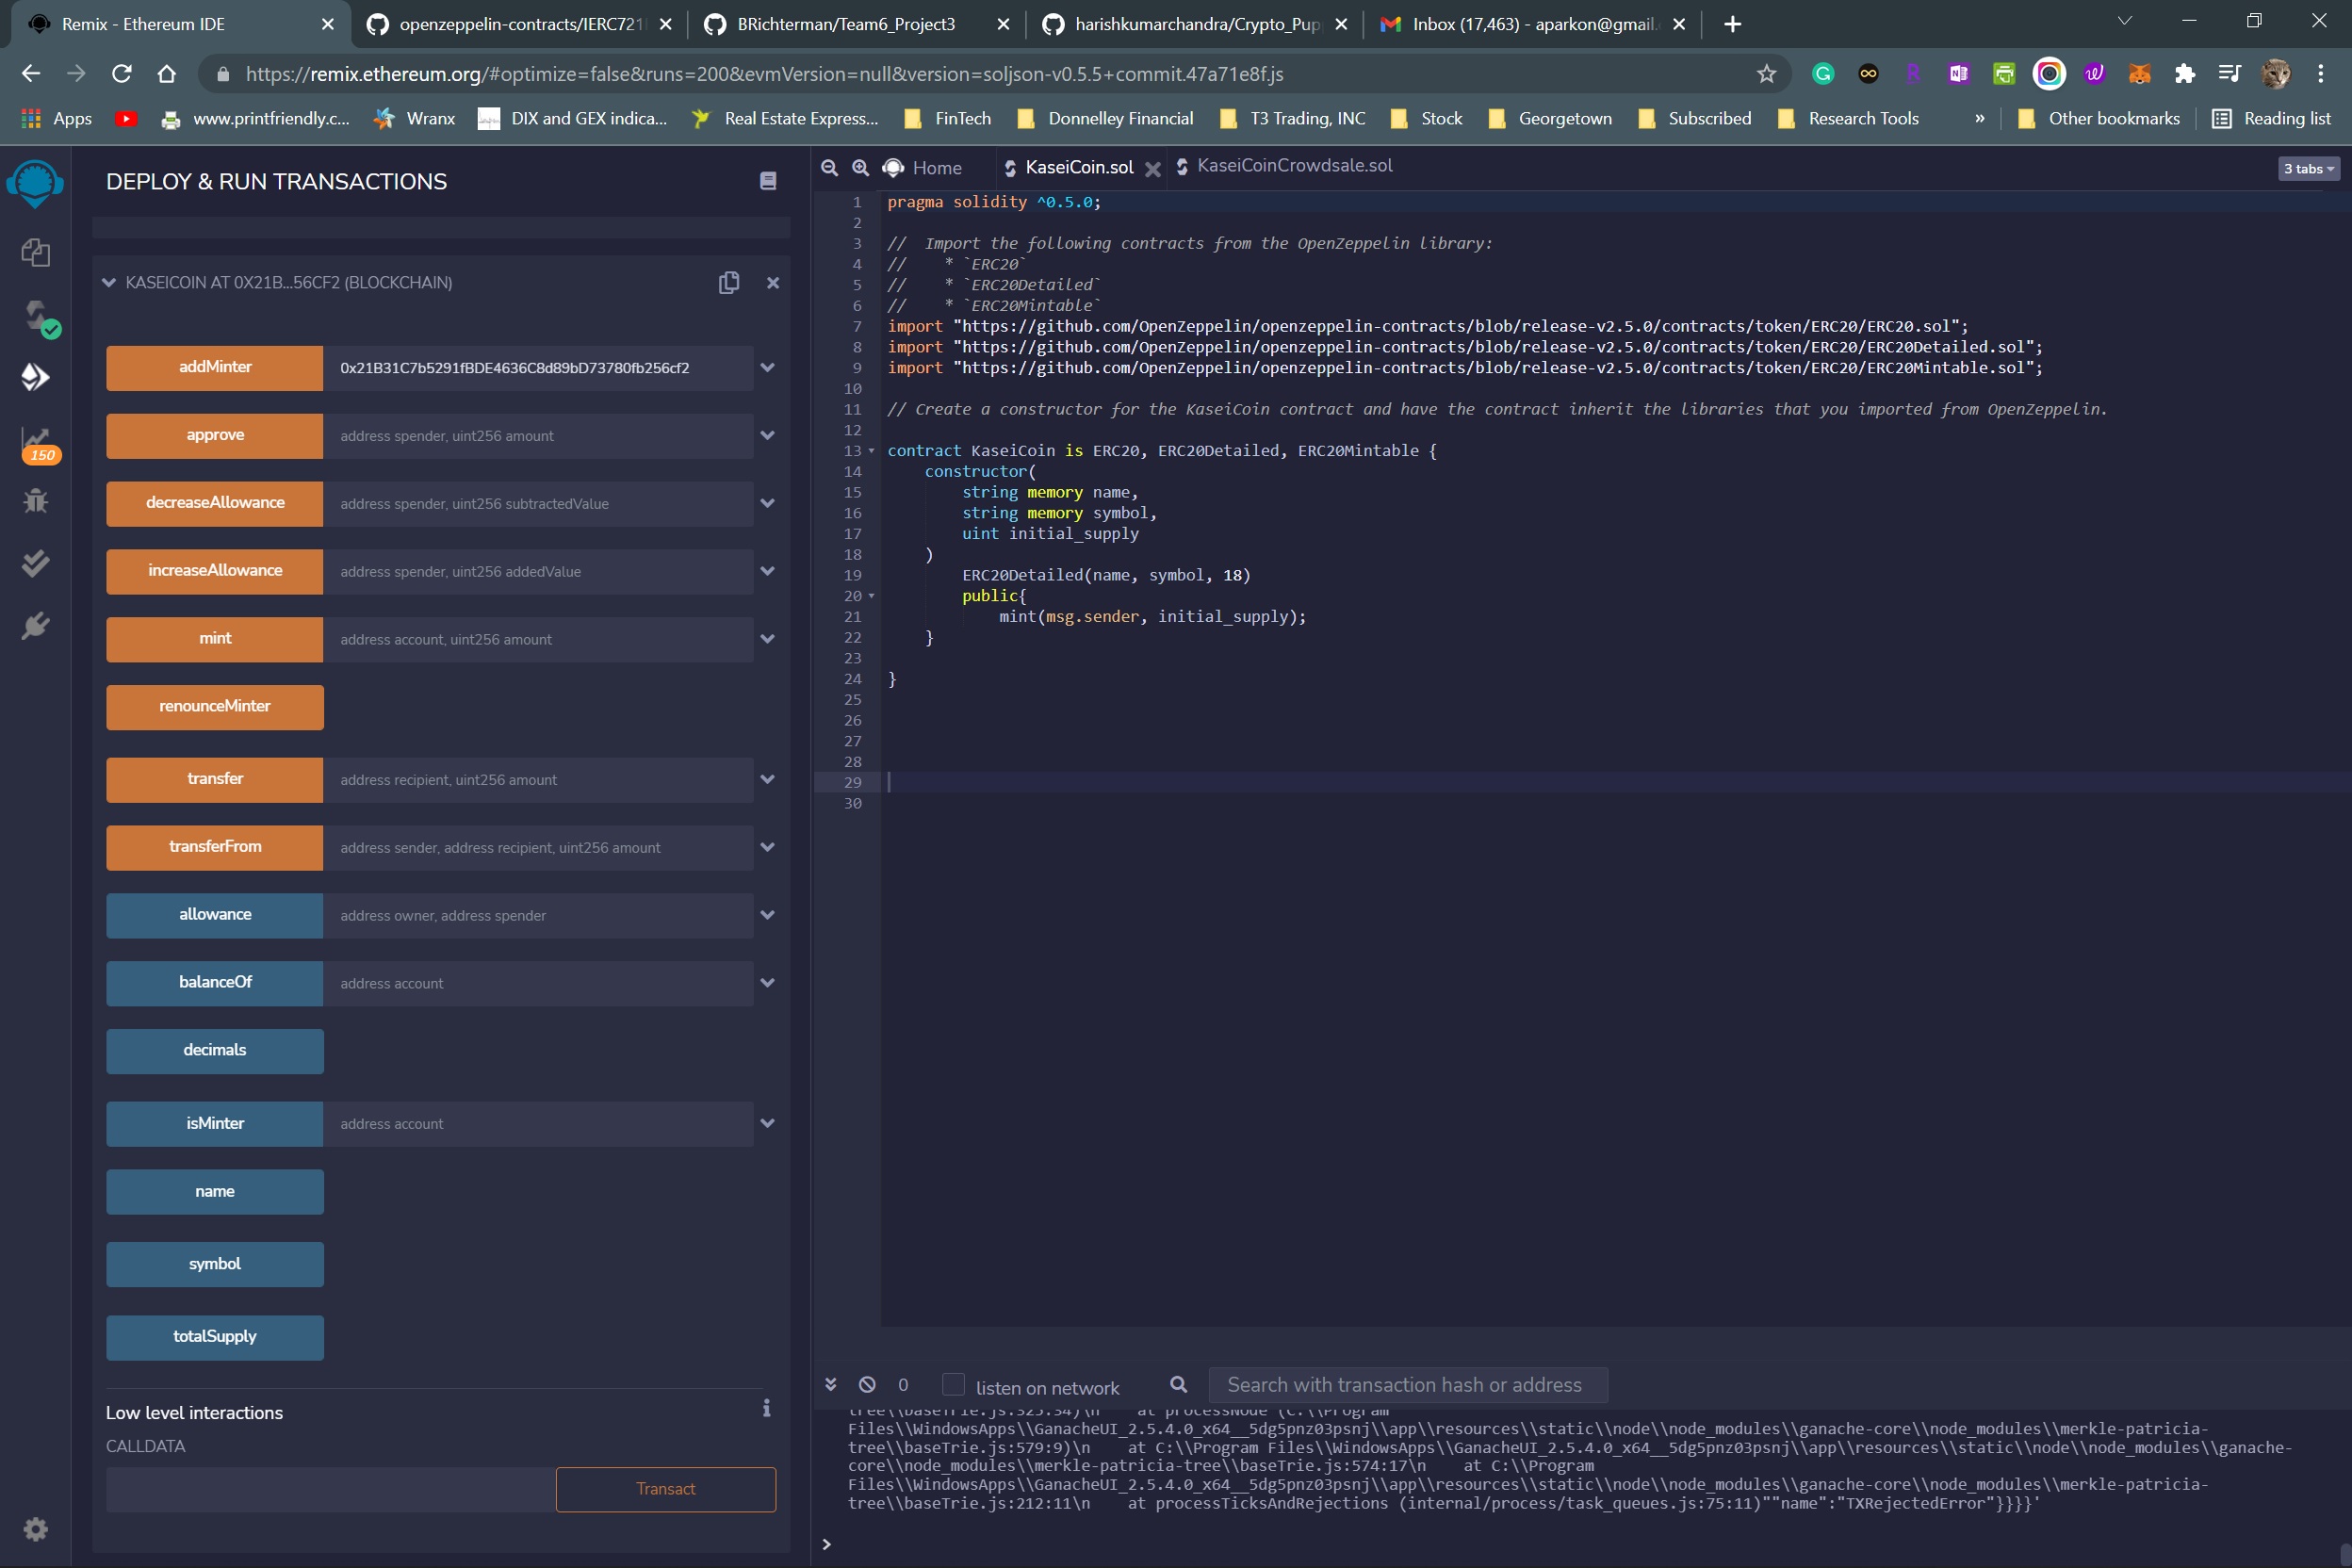 Remix - Ethereum IDE
openzeppelin-contracts/IERC721
BRichterman/Team6_Project3
harishkumarchandra/Crypto_Pup
Inbox (17,463) - aparkon@gmail.
https://remix.ethereum.org/#optimize=false&runs=200&evmVersion=null&version=soljson-v0.5.5+commit.47a71e8f.js
Apps
www.printfriendly.c...
Wranx
DIX and GEX indica...
Real Estate Express...
FinTech
Donnelley Financial
T3 Trading, INC
Stock
Georgetown
Subscribed
Research Tools
»
Other bookmarks
Reading list
DEPLOY & RUN TRANSACTIONS
KASEICOIN AT 0X21B...56CF2 (BLOCKCHAIN)
addMinter 0x21B31C7b5291fBDE4636C8d89bD73780fb256cf2
approve address spender, uint256 amount
150
decreaseAllowance address spender, uint256 subtractedValue
increaseAllowance address spender, uint256 addedValue
mint address account, uint256 amount
renounceMinter
transfer address recipient, uint256 amount
transferFrom address sender, address recipient, uint256 amount
allowance address owner, address spender
balanceOf address account
decimals
isMinter address account
name
symbol
totalSupply
Low level interactions
CALLDATA
Transact
Home
KaseiCoin.sol
KaseiCoinCrowdsale.sol
3 tabs
1 pragma solidity ^0.5.0;
2
3 //  Import the following contracts from the OpenZeppelin library:
4 //    * `ERC20`
5 //    * `ERC20Detailed`
6 //    * `ERC20Mintable`
7 import "https://github.com/OpenZeppelin/openzeppelin-contracts/blob/release-v2.5.0/contracts/token/ERC20/ERC20.sol";
8 import "https://github.com/OpenZeppelin/openzeppelin-contracts/blob/release-v2.5.0/contracts/token/ERC20/ERC20Detailed.sol";
9 import "https://github.com/OpenZeppelin/openzeppelin-contracts/blob/release-v2.5.0/contracts/token/ERC20/ERC20Mintable.sol";
10
11 // Create a constructor for the KaseiCoin contract and have the contract inherit the libraries that you imported from OpenZeppelin.
12
13 contract KaseiCoin is ERC20, ERC20Detailed, ERC20Mintable {
14 constructor(
15 string memory name,
16 string memory symbol,
17 uint initial_supply
18 )
19 ERC20Detailed(name, symbol, 18)
20 public{
21 mint(msg.sender, initial_supply);
22 }
23
24 }
25
26
27
28
29
30
0
listen on network
Search with transaction hash or address
tree\\baseTrie.js:325:34)\n    at processNode (C:\\Program
Files\\WindowsApps\\GanacheUI_2.5.4.0_x64__5dg5pnz03psnj\\app\\resources\\static\\node\\node_modules\\ganache-core\\node_modules\\merkle-patricia-
tree\\baseTrie.js:579:9)\n    at C:\\Program Files\\WindowsApps\\GanacheUI_2.5.4.0_x64__5dg5pnz03psnj\\app\\resources\\static\\node\\node_modules\\ganache-
core\\node_modules\\merkle-patricia-tree\\baseTrie.js:574:17\n    at C:\\Program
Files\\WindowsApps\\GanacheUI_2.5.4.0_x64__5dg5pnz03psnj\\app\\resources\\static\\node\\node_modules\\ganache-core\\node_modules\\merkle-patricia-
tree\\baseTrie.js:212:11\n    at processTicksAndRejections (internal/process/task_queues.js:75:11)""name":"TXRejectedError"}}}}'
>